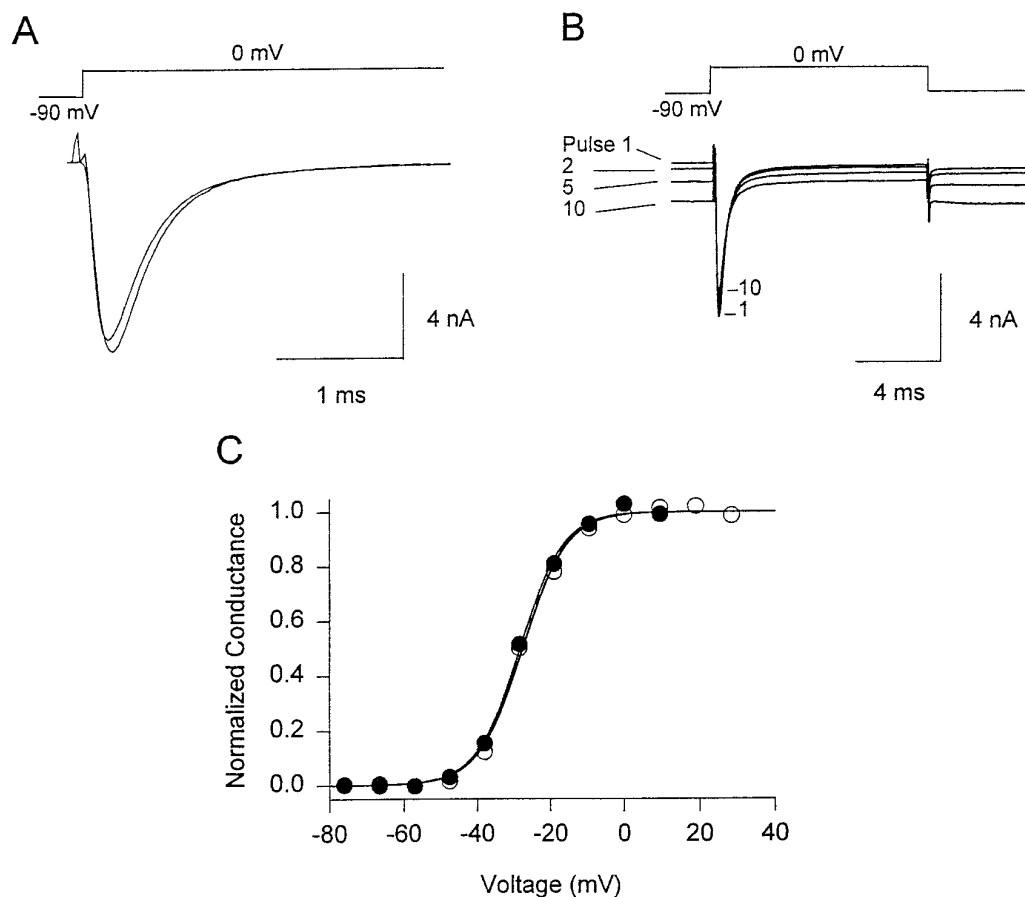 A
0 mV
-90 mV
4 nA
1 ms
B
0 mV
-90 mV
Pulse 1
2
5
10
10
1
4 nA
4 ms
C
Normalized Conductance
1.0
0.8
0.6
0.4
0.2
0.0
-80 -60 -40 -20 0 20 40
Voltage (mV)